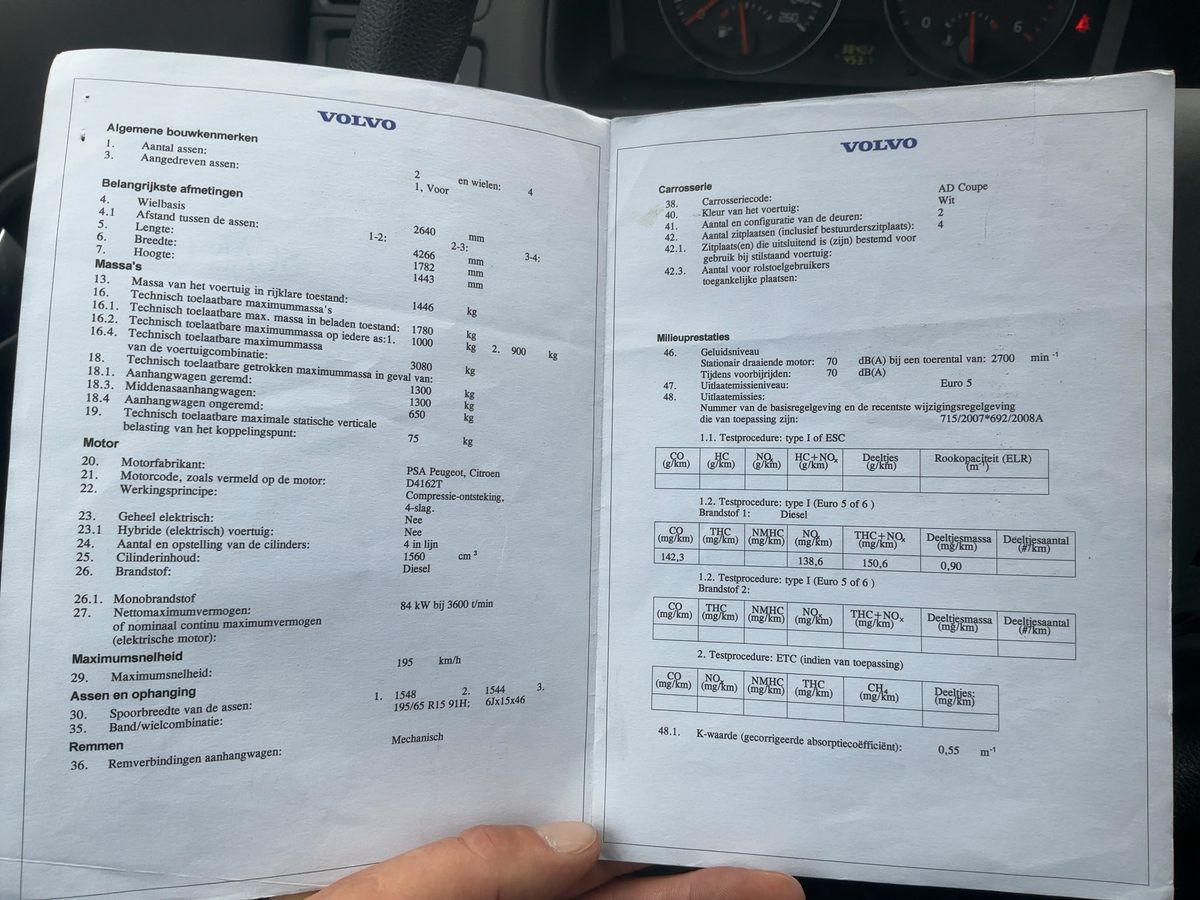 VOLVO
Algemene bouwkenmerken
1. Aantal assen: 2 en wielen: 4
3. Aangedreven assen: 1, Voor
Belangrijkste afmetingen
4. Wielbasis 2640 mm
4.1 Afstand tussen de assen: 1-2: 2-3: 3-4:
5. Lengte: 4266 mm
6. Breedte: 1782 mm
7. Hoogte: 1443 mm
Massa's
13. Massa van het voertuig in rijklare toestand: 1446 kg
16. Technisch toelaatbare maximummassa's
16.1. Technisch toelaatbare max. massa in beladen toestand: 1780 kg
16.2. Technisch toelaatbare maximummassa op iedere as:1. 1000 kg 2. 900 kg
16.4. Technisch toelaatbare maximummassa
van de voertuigcombinatie: 3080 kg
18. Technisch toelaatbare getrokken maximummassa in geval van:
18.1. Aanhangwagen geremd: 1300 kg
18.3. Middenasaanhangwagen: 1300 kg
18.4 Aanhangwagen ongeremd: 650 kg
19. Technisch toelaatbare maximale statische verticale
belasting van het koppelingspunt: 75 kg
Motor
20. Motorfabrikant: PSA Peugeot, Citroen
21. Motorcode, zoals vermeld op de motor: D4162T
22. Werkingsprincipe: Compressie-ontsteking,
4-slag.
23. Geheel elektrisch: Nee
23.1 Hybride (elektrisch) voertuig: Nee
24. Aantal en opstelling van de cilinders: 4 in lijn
25. Cilinderinhoud: 1560 cm ³
26. Brandstof: Diesel
26.1. Monobrandstof
27. Nettomaximumvermogen: 84 kW bij 3600 t/min
of nominaal continu maximumvermogen
(elektrische motor):
Maximumsnelheid
29. Maximumsnelheid: 195 km/h
Assen en ophanging
30. Spoorbreedte van de assen: 1. 1548 2. 1544 3.
35. Band/wielcombinatie: 195/65 R15 91H; 6Jx15x46
Remmen
36. Remverbindingen aanhangwagen: Mechanisch
VOLVO
Carrosserie
38. Carrosseriecode: AD Coupe
40. Kleur van het voertuig: Wit
41. Aantal en configuratie van de deuren: 2
42. Aantal zitplaatsen (inclusief bestuurderszitplaats): 4
42.1. Zitplaats(en) die uitsluitend is (zijn) bestemd voor
gebruik bij stilstaand voertuig:
42.3. Aantal voor rolstoelgebruikers
toegankelijke plaatsen:
Milieuprestaties
46. Geluidsniveau
Stationair draaiende motor: 70 dB(A) bij een toerental van: 2700 min ⁻¹
Tijdens voorbijrijden: 70 dB(A)
47. Uitlaatemissieniveau: Euro 5
48. Uitlaatemissies:
Nummer van de basisregelgeving en de recentste wijzigingsregelgeving
die van toepassing zijn: 715/2007*692/2008A
1.1. Testprocedure: type I of ESC
CO (g/km) HC (g/km) NOx (g/km) HC+NOx (g/km) Deeltjes (g/km) Rookopaciteit (ELR) (m⁻¹)
1.2. Testprocedure: type I (Euro 5 of 6 )
Brandstof 1: Diesel
CO (mg/km) THC (mg/km) NMHC (mg/km) NOx (mg/km) THC+NOx (mg/km) Deeltjesmassa (mg/km) Deeltjesaantal (#/km)
142,3 138,6 150,6 0,90
1.2. Testprocedure: type I (Euro 5 of 6 )
Brandstof 2:
CO (mg/km) THC (mg/km) NMHC (mg/km) NOx (mg/km) THC+NOx (mg/km) Deeltjesmassa (mg/km) Deeltjesaantal (#/km)
2. Testprocedure: ETC (indien van toepassing)
CO (mg/km) NOx (mg/km) NMHC (mg/km) THC (mg/km) CH4 (mg/km) Deeltjes: (mg/km)
48.1. K-waarde (gecorrigeerde absorptiecoëfficiënt): 0,55 m⁻¹
0
260
0
6